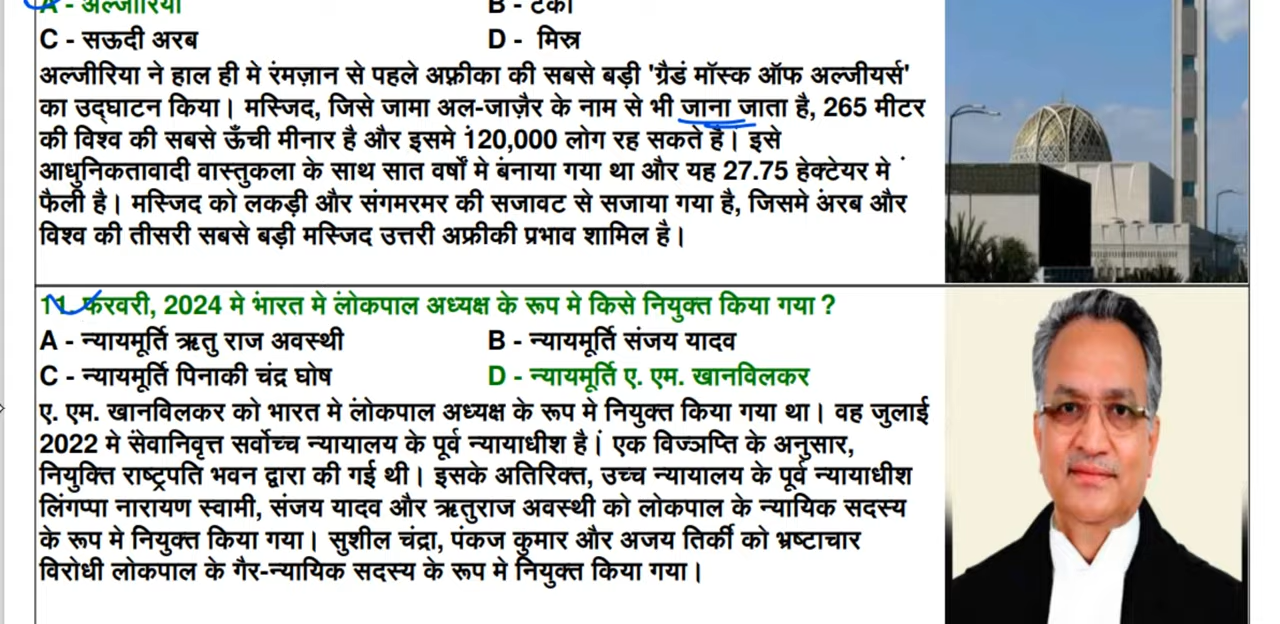 A - अल्जीरिया B - टर्की
C - सऊदी अरब D - मिस्र
अल्जीरिया ने हाल ही मे रंमज़ान से पहले अफ़्रीका की सबसे बड़ी 'ग्रैडं मॉस्क ऑफ अल्जीयर्स'
का उद्घाटन किया। मस्जिद, जिसे जामा अल-जाज़ैर के नाम से भी जाना जाता है, 265 मीटर
की विश्व की सबसे ऊँची मीनार है और इसमे 120,000 लोग रह सकते है। इसे
आधुनिकतावादी वास्तुकला के साथ सात वर्षों मे बंनाया गया था और यह 27.75 हेक्टेयर मे
फैली है। मस्जिद को लकड़ी और संगमरमर की सजावट से सजाया गया है, जिसमे अंरब और
विश्व की तीसरी सबसे बड़ी मस्जिद उत्तरी अफ्रीकी प्रभाव शामिल है।
11. फरवरी, 2024 मे भंारत मे लंोकपाल अध्यक्ष के रूप मे किसे नियुक्त किया गया ?
A - न्यायमूर्ति ऋतु राज अवस्थी B - न्यायमूर्ति संजय यादव
C - न्यायमूर्ति पिनाकी चंद्र घोष D - न्यायमूर्ति ए. एम. खानविलकर
ए. एम. खानविलकर को भारत मे लंोकपाल अध्यक्ष के रूप मे नियुक्त किया गया था। वह जुलाई
2022 मे सेंवानिवृत्त सर्वोच्च न्यायालय के पूर्व न्यायाधीश है। एक विज्ञप्ति के अनुसार,
नियुक्ति राष्ट्रपति भवन द्वारा की गई थी। इसके अतिरिक्त, उच्च न्यायालय के पूर्व न्यायाधीश
लिंगप्पा नारायण स्वामी, संजय यादव और ऋतुराज अवस्थी को लोकपाल के न्यायिक सदस्य
के रूप मे नियुक्त किया गया। सुशील चंद्रा, पंकज कुमार और अजय तिर्की को भ्रष्टाचार
विरोधी लोकपाल के गैर-न्यायिक सदस्य के रूप मे नियुक्त किया गया।